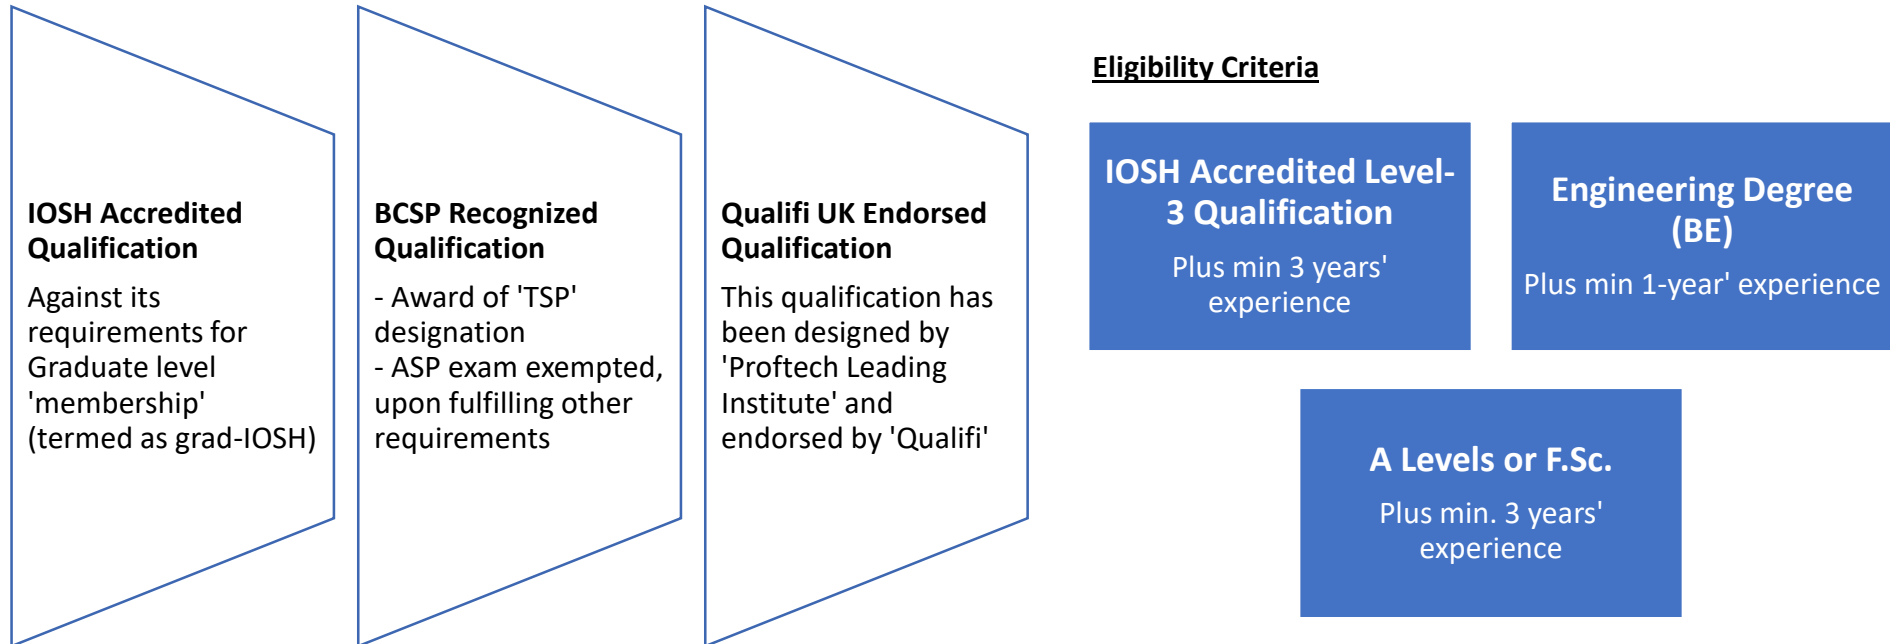 IOSH Accredited
Qualification
Against its
requirements for
Graduate level
'membership'
(termed as grad-IOSH)
BCSP Recognized
Qualification
- Award of 'TSP'
designation
- ASP exam exempted,
upon fulfilling other
requirements
Qualifi UK Endorsed
Qualification
This qualification has
been designed by
'Proftech Leading
Institute' and
endorsed by 'Qualifi'
Eligibility Criteria
IOSH Accredited Level-
3 Qualification
Plus min 3 years'
experience
Engineering Degree
(BE)
Plus min 1-year' experience
A Levels or F.Sc.
Plus min. 3 years'
experience